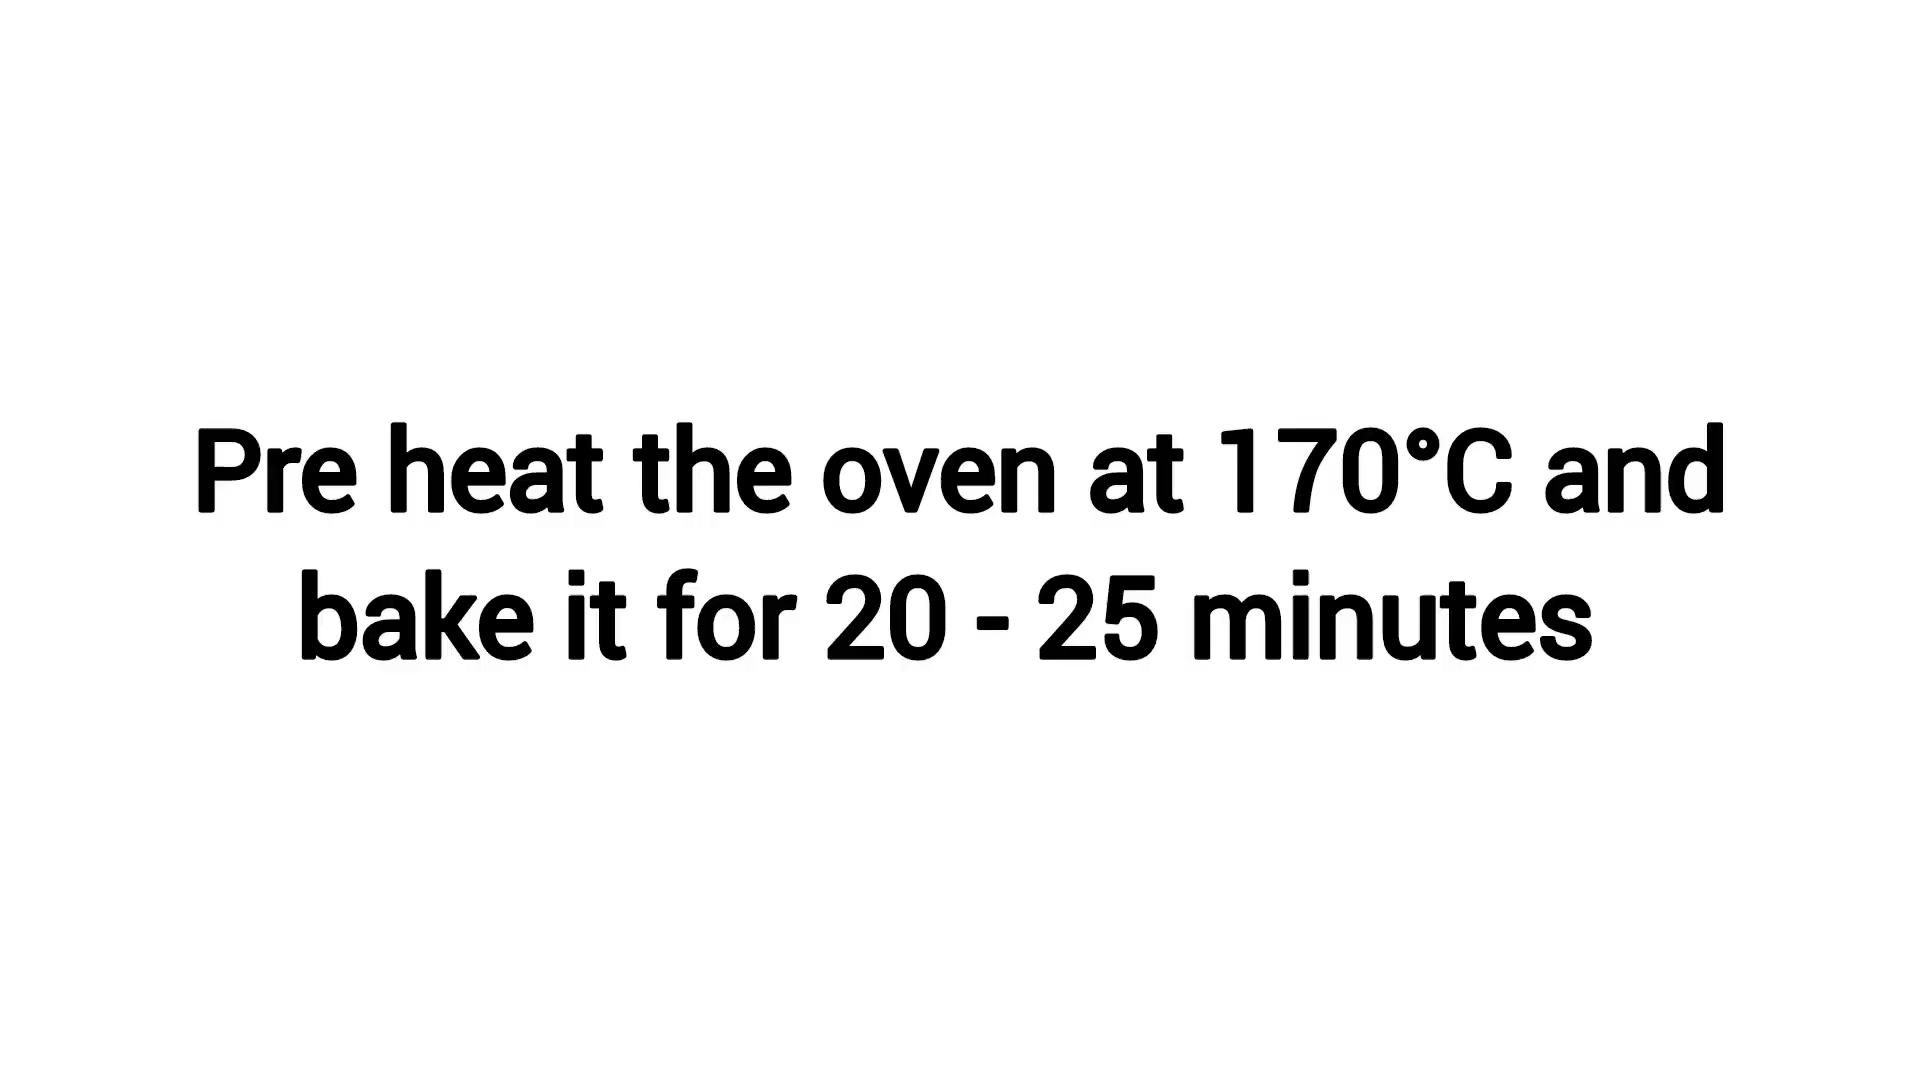 Pre heat the oven at 170°C and
bake it for 20 - 25 minutes